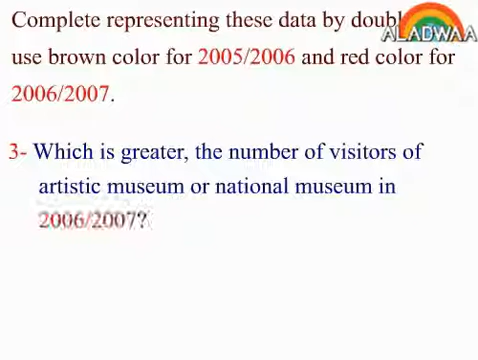 Complete representing these data by doubl
use brown color for 2005/2006 and red color for
2006/2007.
3- Which is greater, the number of visitors of
artistic museum or national museum in
2006/2007?
ALADWAA